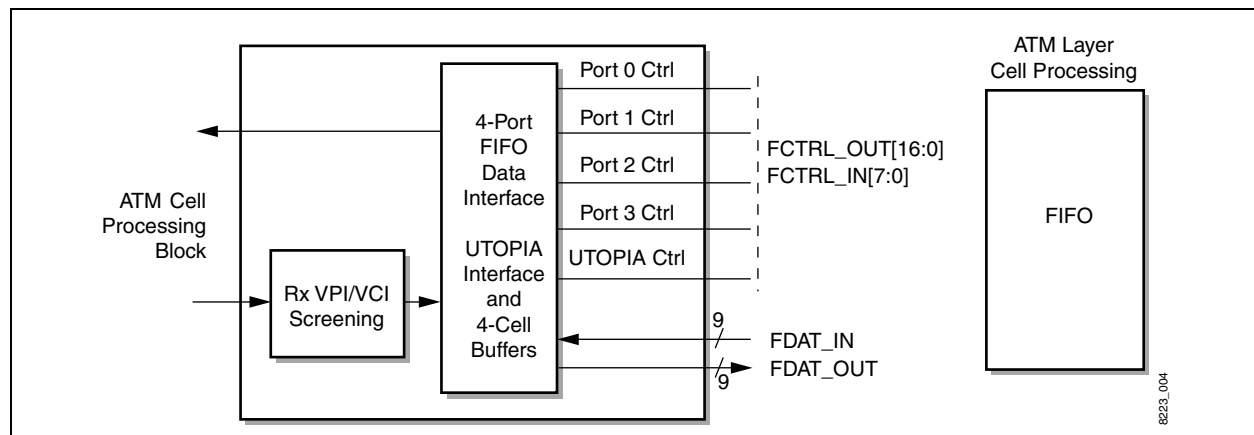 ATM Layer
Cell Processing
Port 0 Ctrl
Port 1 Ctrl
Port 2 Ctrl
Port 3 Ctrl
UTOPIA Ctrl
4-Port
FIFO
Data
Interface
UTOPIA
Interface
and
4-Cell
Buffers
FCTRL_OUT[16:0]
FCTRL_IN[7:0]
FIFO
ATM Cell
Processing
Block
Rx VPI/VCI
Screening
9
FDAT_IN
FDAT_OUT
9
8223_004